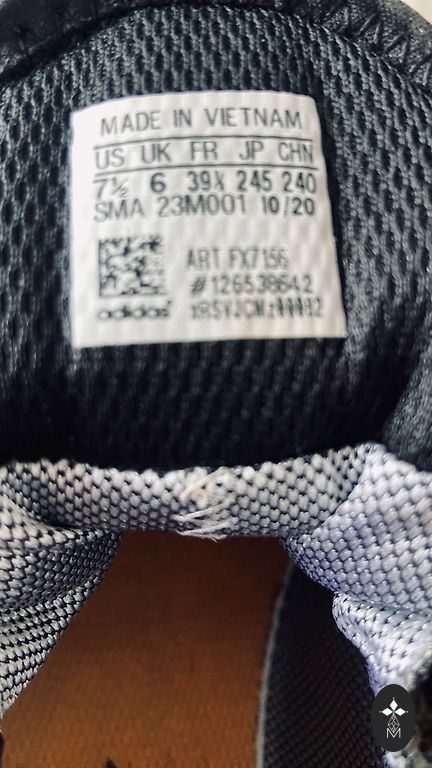 MADE IN VIETNAM
US UK FR JP CHN
7½ 6 39⅓ 245 240
SMA 23M001 10/20
ART FX7156
#126538642
adidas